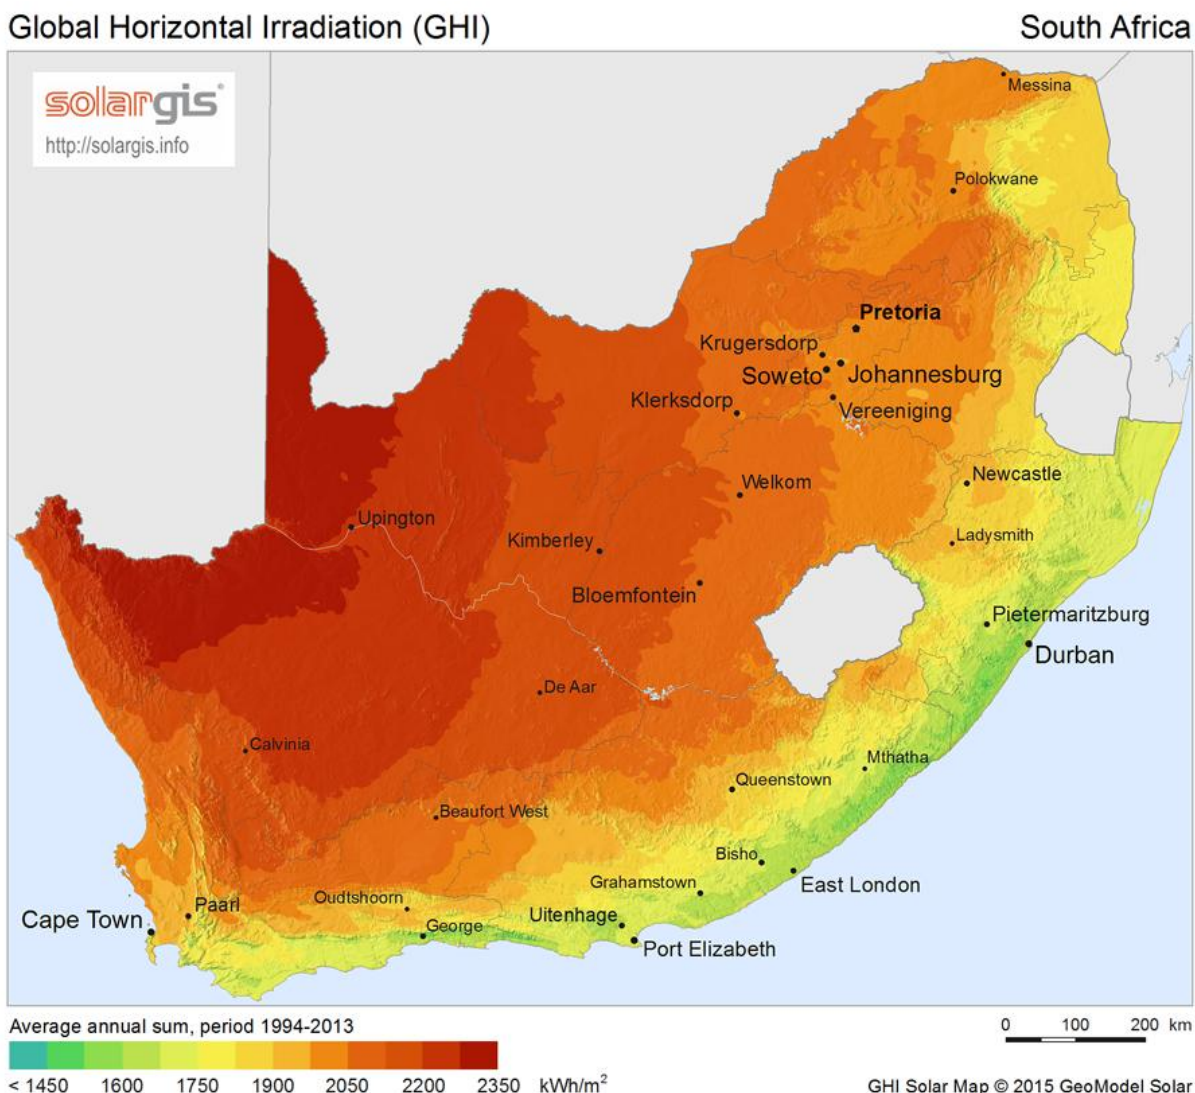 Global Horizontal Irradiation (GHI)
South Africa
solargis®
http://solargis.info
Messina
Polokwane
Pretoria
Krugersdorp
Soweto
Johannesburg
Klerksdorp
Vereeniging
Newcastle
Welkom
Upington
Kimberley
Ladysmith
Bloemfontein
Pietermaritzburg
Durban
De Aar
Calvinia
Mthatha
Queenstown
Beaufort West
Bisho
Grahamstown
East London
Oudtshoorn
Paarl
Cape Town
Uitenhage
George
Port Elizabeth
Average annual sum, period 1994-2013
0 100 200 km
< 1450 1600 1750 1900 2050 2200 2350 kWh/m²
GHI Solar Map © 2015 GeoModel Solar